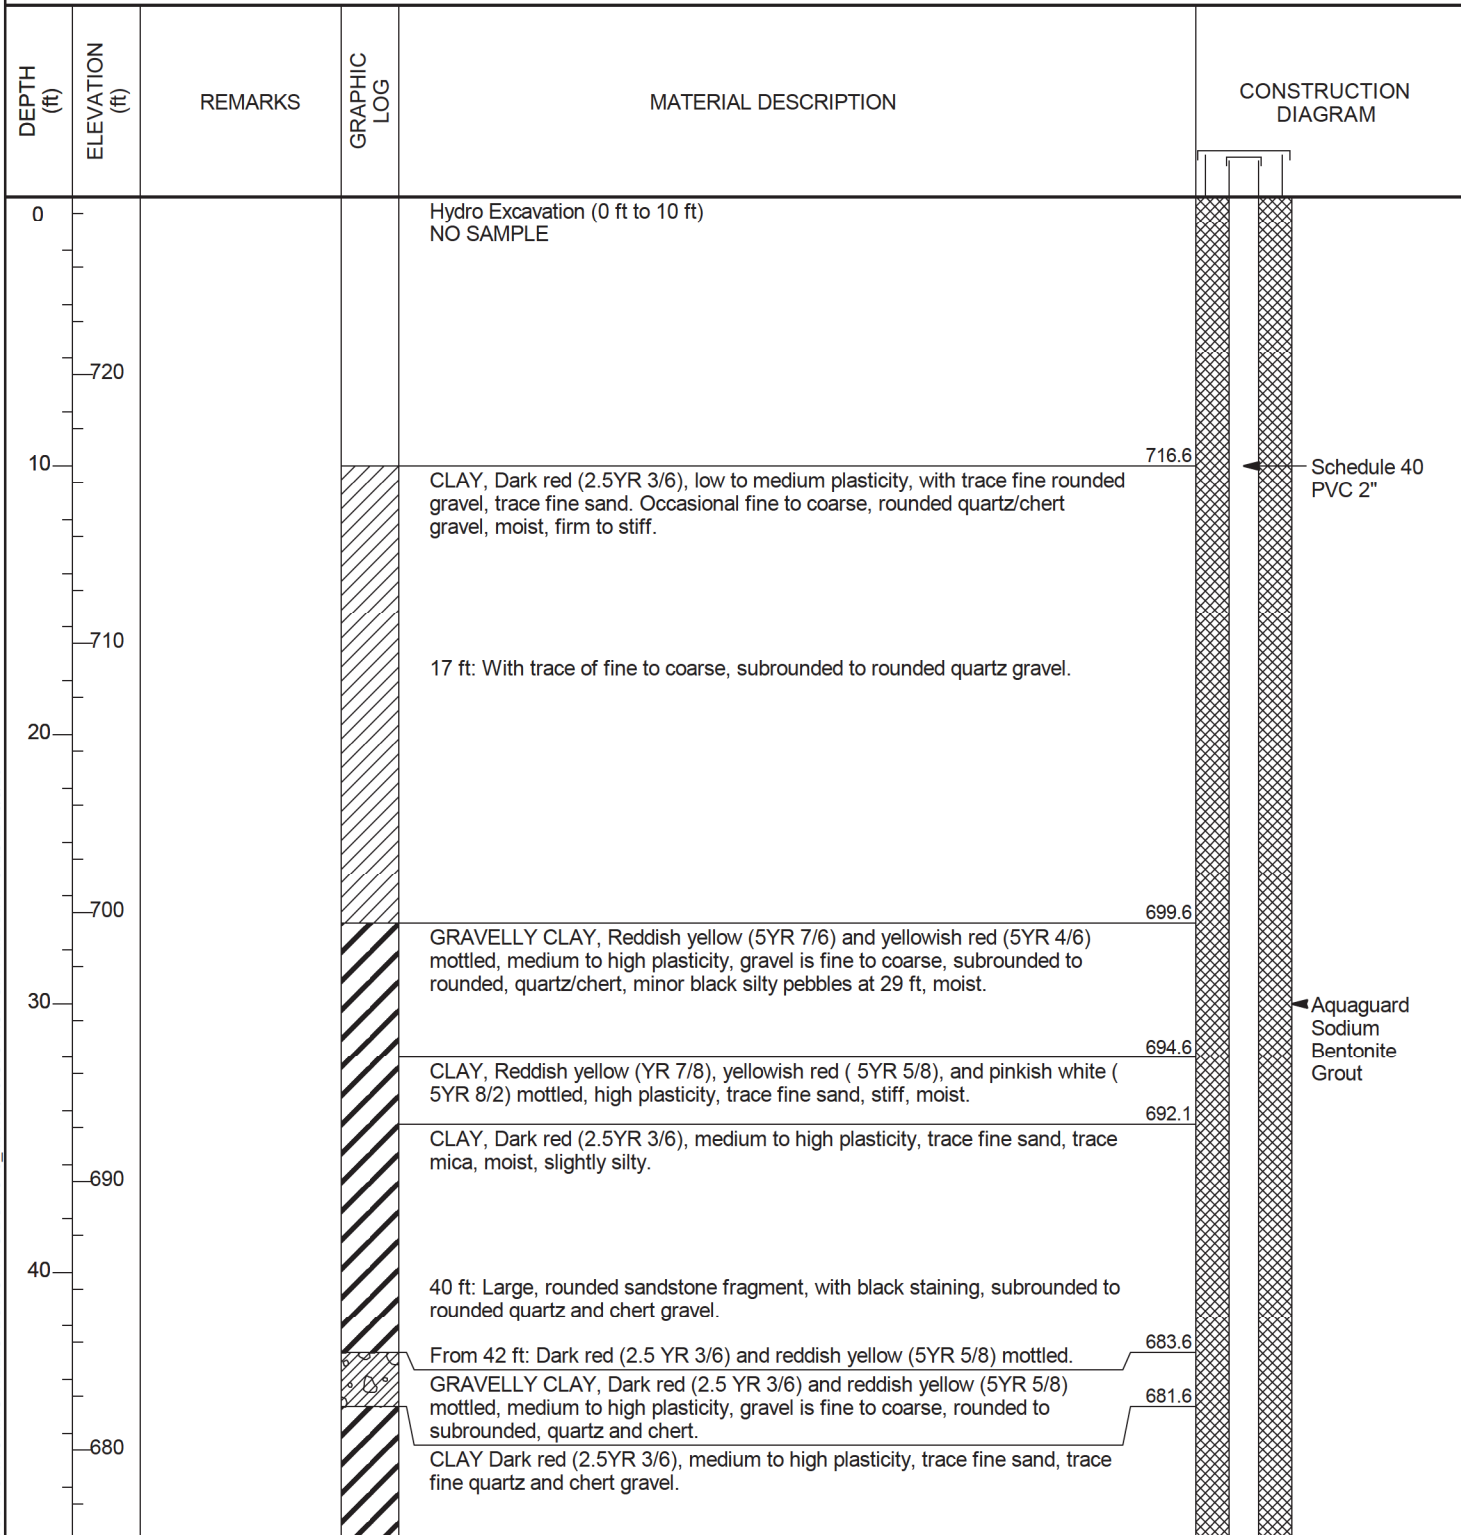 DEPTH
(ft)
ELEVATION
(ft)
REMARKS
GRAPHIC
LOG
MATERIAL DESCRIPTION
CONSTRUCTION
DIAGRAM
0
Hydro Excavation (0 ft to 10 ft)
NO SAMPLE
720
716.6
10
CLAY, Dark red (2.5YR 3/6), low to medium plasticity, with trace fine rounded
gravel, trace fine sand. Occasional fine to coarse, rounded quartz/chert
gravel, moist, firm to stiff.
Schedule 40
PVC 2"
710
17 ft: With trace of fine to coarse, subrounded to rounded quartz gravel.
20
700
699.6
GRAVELLY CLAY, Reddish yellow (5YR 7/6) and yellowish red (5YR 4/6)
mottled, medium to high plasticity, gravel is fine to coarse, subrounded to
rounded, quartz/chert, minor black silty pebbles at 29 ft, moist.
30
Aquaguard
Sodium
Bentonite
Grout
694.6
CLAY, Reddish yellow (YR 7/8), yellowish red ( 5YR 5/8), and pinkish white (
5YR 8/2) mottled, high plasticity, trace fine sand, stiff, moist.
692.1
CLAY, Dark red (2.5YR 3/6), medium to high plasticity, trace fine sand, trace
mica, moist, slightly silty.
690
40
40 ft: Large, rounded sandstone fragment, with black staining, subrounded to
rounded quartz and chert gravel.
683.6
From 42 ft: Dark red (2.5 YR 3/6) and reddish yellow (5YR 5/8) mottled.
GRAVELLY CLAY, Dark red (2.5 YR 3/6) and reddish yellow (5YR 5/8)
mottled, medium to high plasticity, gravel is fine to coarse, rounded to
subrounded, quartz and chert.
681.6
680
CLAY Dark red (2.5YR 3/6), medium to high plasticity, trace fine sand, trace
fine quartz and chert gravel.